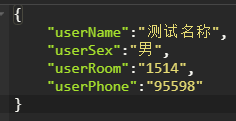 {
"userName":"测试名称",
"userSex":"男",
"userRoom":"1514",
"userPhone":"95598"
}